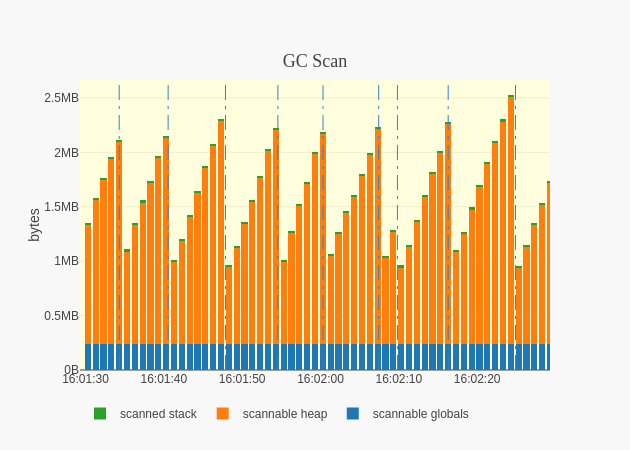 GC Scan
2.5MB
2MB
1.5MB
1MB
0.5MB
0B
bytes
16:01:30 16:01:40 16:01:50 16:02:00 16:02:10 16:02:20
scanned stack scannable heap scannable globals